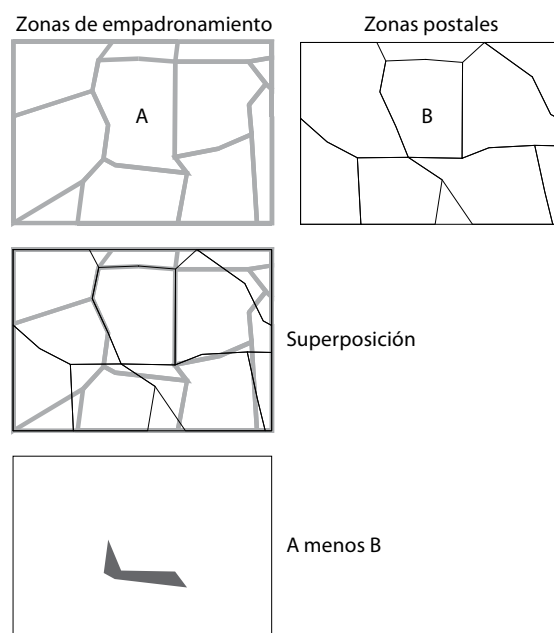 Zonas de empadronamiento
Zonas postales
A
B
Superposición
A menos B